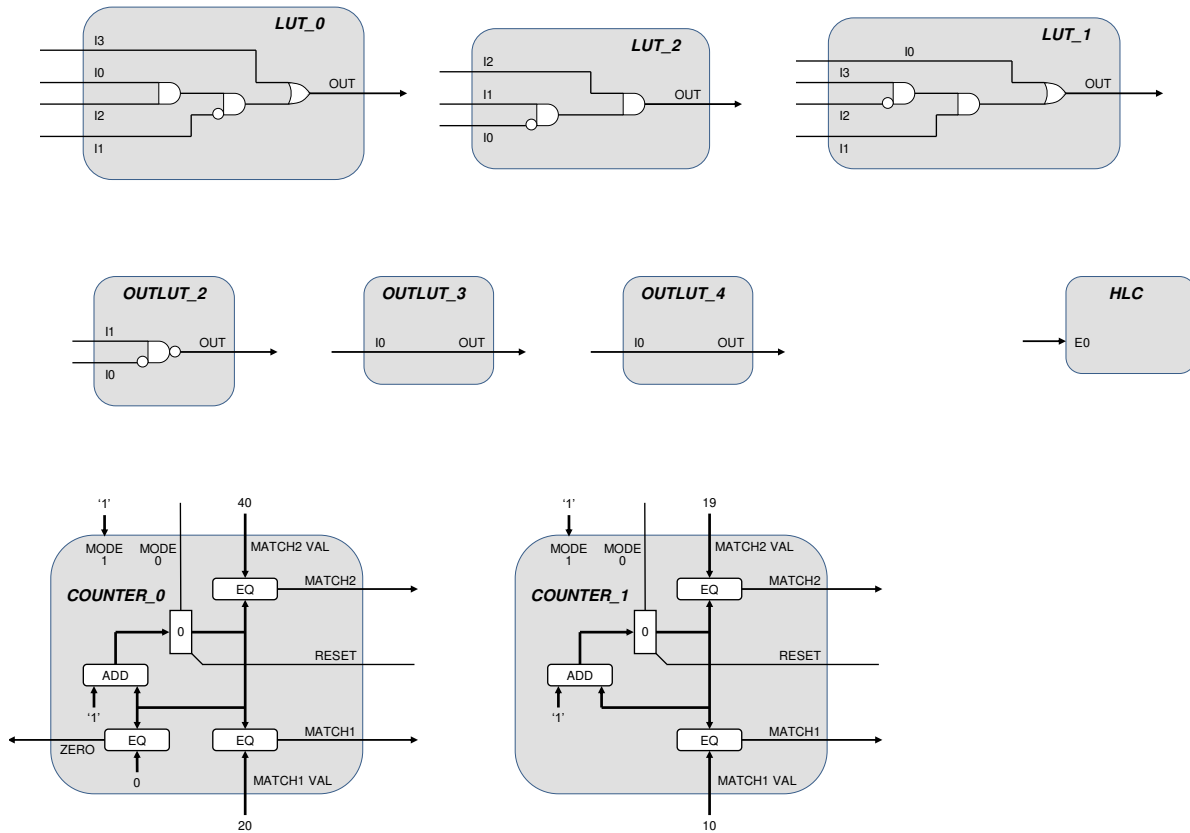 LUT_0
I3
I0
OUT
I2
I1
LUT_2
I2
I1
OUT
I0
LUT_1
I0
I3
OUT
I2
I1
OUTLUT_2
I1
OUT
I0
OUTLUT_3
I0 OUT
OUTLUT_4
I0 OUT
HLC
E0
‘1’
40
MODE 1
MODE 0
MATCH2 VAL
EQ
MATCH2
COUNTER_0
0
RESET
ADD
‘1’
ZERO
EQ
EQ
MATCH1
0
MATCH1 VAL
20
‘1’
19
MODE 1
MODE 0
MATCH2 VAL
EQ
MATCH2
COUNTER_1
0
RESET
ADD
‘1’
EQ
MATCH1
MATCH1 VAL
10